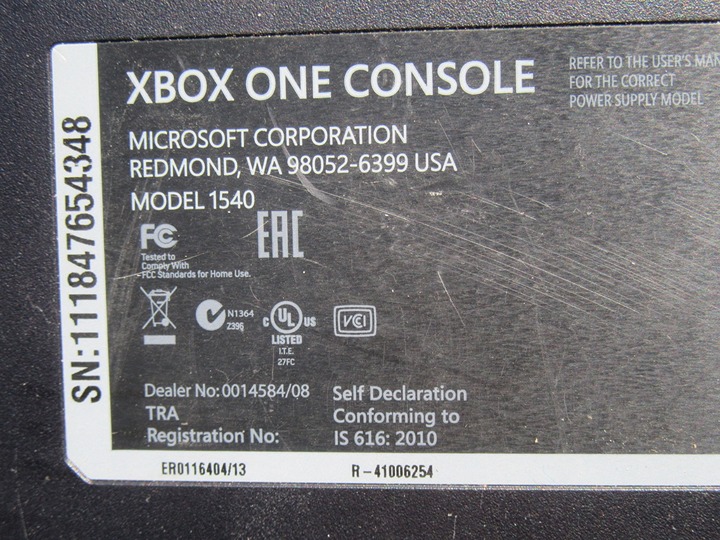 XBOX ONE CONSOLE
REFER TO THE USER'S MAN
FOR THE CORRECT
POWER SUPPLY MODEL
MICROSOFT CORPORATION
REDMOND, WA 98052-6399 USA
MODEL 1540
FC
EAC
Tested to
Comply With
FCC Standards for Home Use.
N1364
Z396
C UL US
LISTED
I.T.E.
27FC
VCI
Dealer No: 0014584/08
TRA
Registration No:
Self Declaration
Conforming to
IS 616: 2010
ER0116404/13
R-41006254
SN:111847654348